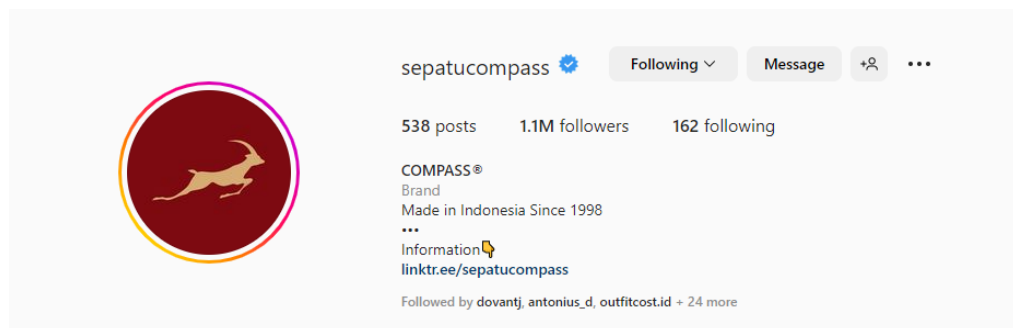 sepatucompass Following Message
538 posts 1.1M followers 162 following
COMPASS®
Brand
Made in Indonesia Since 1998
•••
Information👇
linktr.ee/sepatucompass
Followed by dovantj, antonius_d, outfitcost.id + 24 more